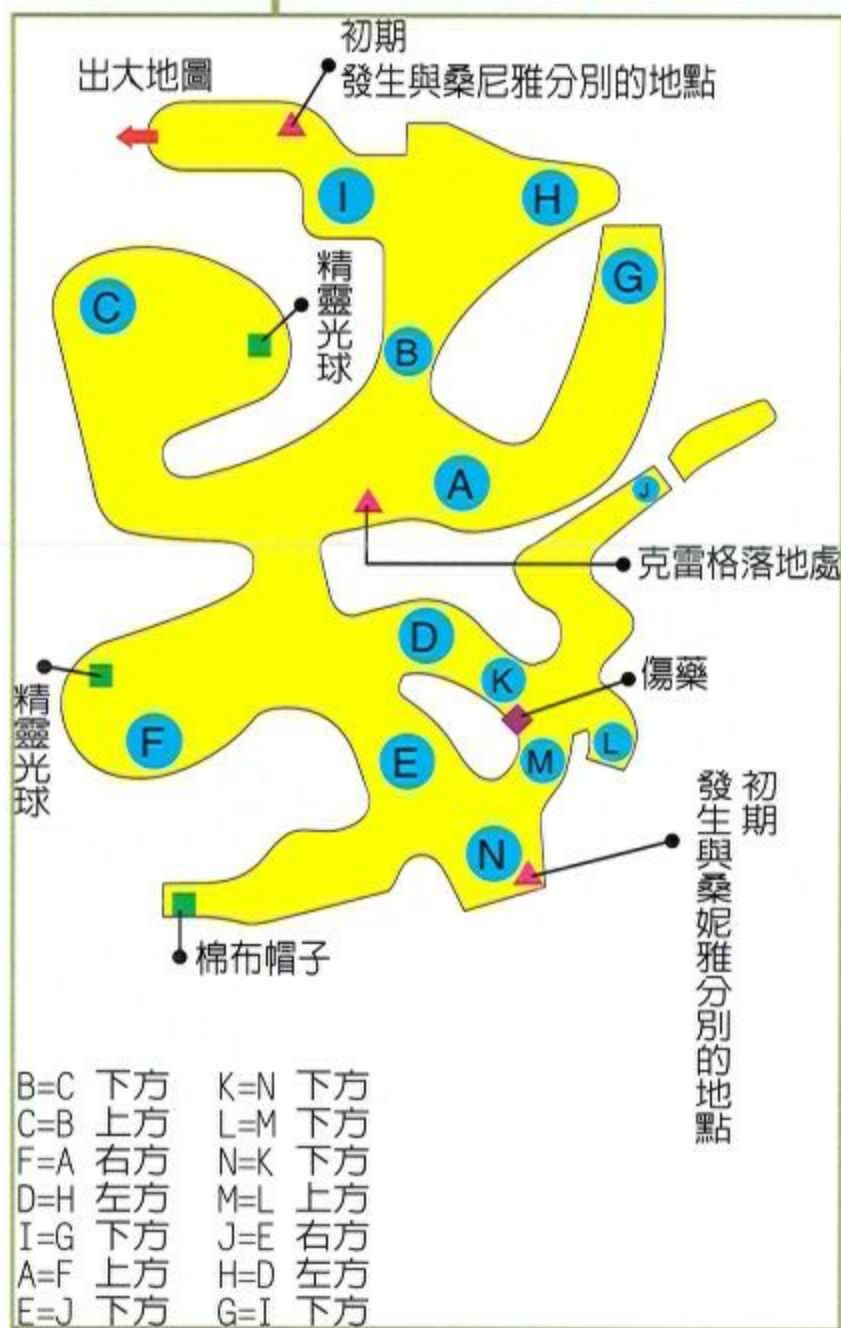 初期
出大地圖
發生與桑尼雅分別的地點
I
H
G
C
精靈光球
B
A
J
克雷格落地處
D
K
傷藥
精靈光球
F
E
M
L
N
初期
發生與桑妮雅分別的地點
棉布帽子
B=C 下方
C=B 上方
F=A 右方
D=H 左方
I=G 下方
A=F 上方
E=J 下方
K=N 下方
L=M 下方
N=K 下方
M=L 上方
J=E 右方
H=D 左方
G=I 下方